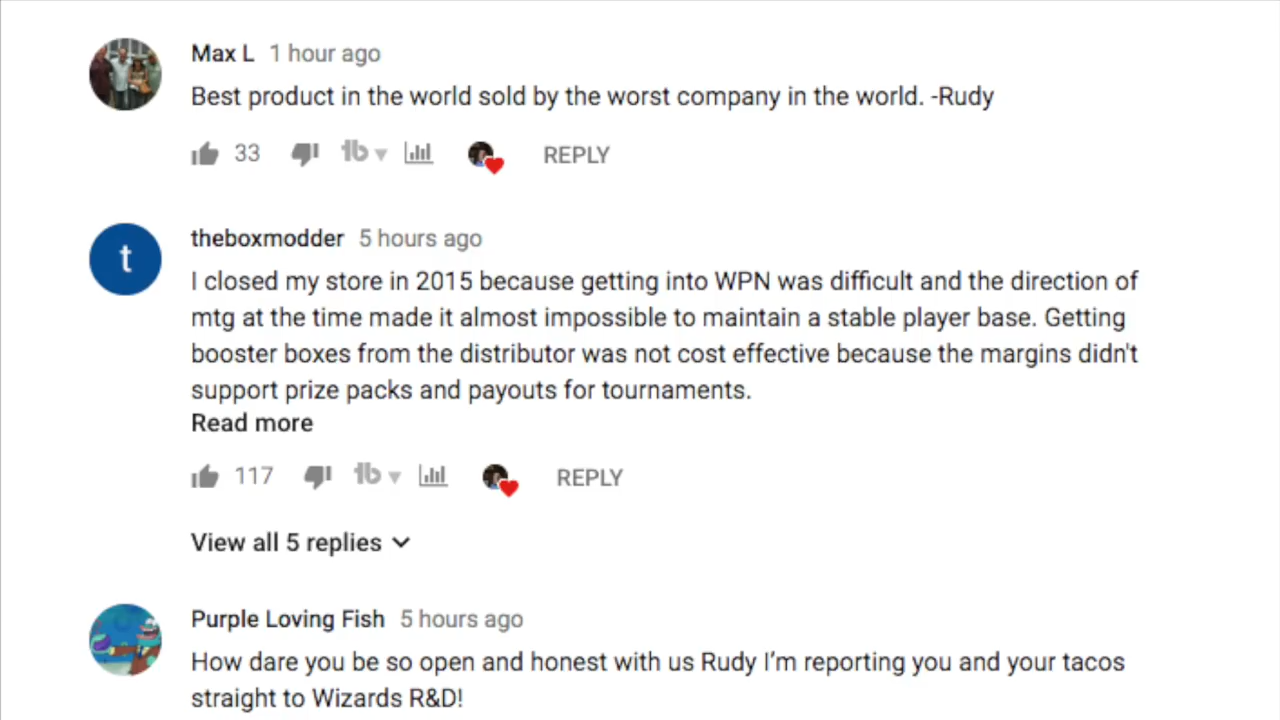 Max L 1 hour ago
Best product in the world sold by the worst company in the world. -Rudy
33 REPLY
t
theboxmodder 5 hours ago
I closed my store in 2015 because getting into WPN was difficult and the direction of
mtg at the time made it almost impossible to maintain a stable player base. Getting
booster boxes from the distributor was not cost effective because the margins didn't
support prize packs and payouts for tournaments.
Read more
117 REPLY
View all 5 replies
Purple Loving Fish 5 hours ago
How dare you be so open and honest with us Rudy I’m reporting you and your tacos
straight to Wizards R&D!